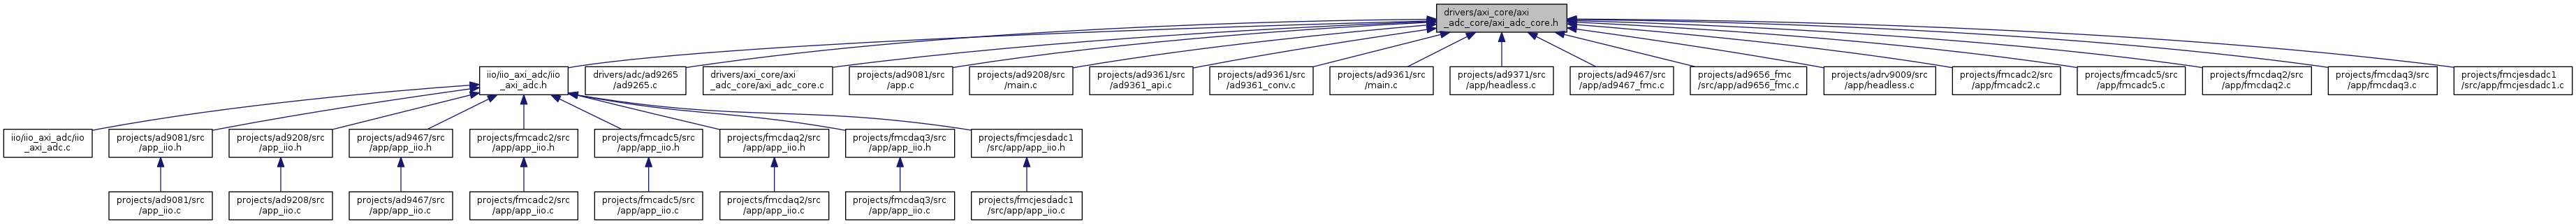 drivers/axi_core/axi
_adc_core/axi_adc_core.h
iio/iio_axi_adc/iio
_axi_adc.h
drivers/adc/ad9265
/ad9265.c
drivers/axi_core/axi
_adc_core/axi_adc_core.c
projects/ad9081/src
/app.c
projects/ad9208/src
/main.c
projects/ad9361/src
/ad9361_api.c
projects/ad9361/src
/ad9361_conv.c
projects/ad9361/src
/main.c
projects/ad9371/src
/app/headless.c
projects/ad9467/src
/app/ad9467_fmc.c
projects/ad9656_fmc
/src/app/ad9656_fmc.c
projects/adrv9009/src
/app/headless.c
projects/fmcadc2/src
/app/fmcadc2.c
projects/fmcadc5/src
/app/fmcadc5.c
projects/fmcdaq2/src
/app/fmcdaq2.c
projects/fmcdaq3/src
/app/fmcdaq3.c
projects/fmcjesdadc1
/src/app/fmcjesdadc1.c
iio/iio_axi_adc/iio
_axi_adc.c
projects/ad9081/src
/app_iio.h
projects/ad9208/src
/app_iio.h
projects/ad9467/src
/app/app_iio.h
projects/fmcadc2/src
/app/app_iio.h
projects/fmcadc5/src
/app/app_iio.h
projects/fmcdaq2/src
/app/app_iio.h
projects/fmcdaq3/src
/app/app_iio.h
projects/fmcjesdadc1
/src/app/app_iio.h
projects/ad9081/src
/app_iio.c
projects/ad9208/src
/app_iio.c
projects/ad9467/src
/app/app_iio.c
projects/fmcadc2/src
/app/app_iio.c
projects/fmcadc5/src
/app/app_iio.c
projects/fmcdaq2/src
/app/app_iio.c
projects/fmcdaq3/src
/app/app_iio.c
projects/fmcjesdadc1
/src/app/app_iio.c